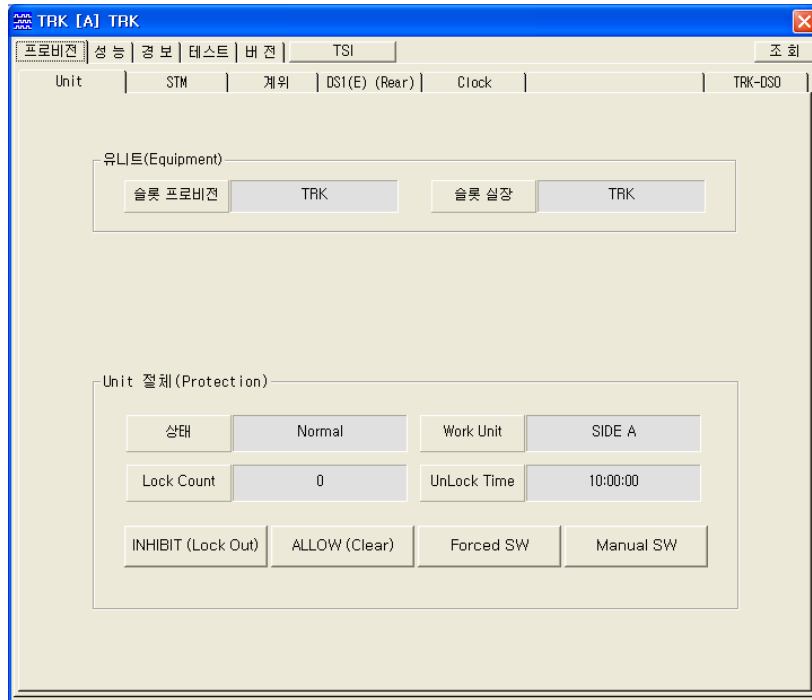 TRK [A] TRK
프로비전 성 능 경 보 테스트 버 전 TSI 조 회
Unit STM 계위 DS1(E) (Rear) Clock TRK-DS0
유니트(Equipment)
슬롯 프로비전 TRK 슬롯 실장 TRK
Unit 절체(Protection)
상태 Normal Work Unit SIDE A
Lock Count 0 UnLock Time 10:00:00
INHIBIT (Lock Out) ALLOW (Clear) Forced SW Manual SW